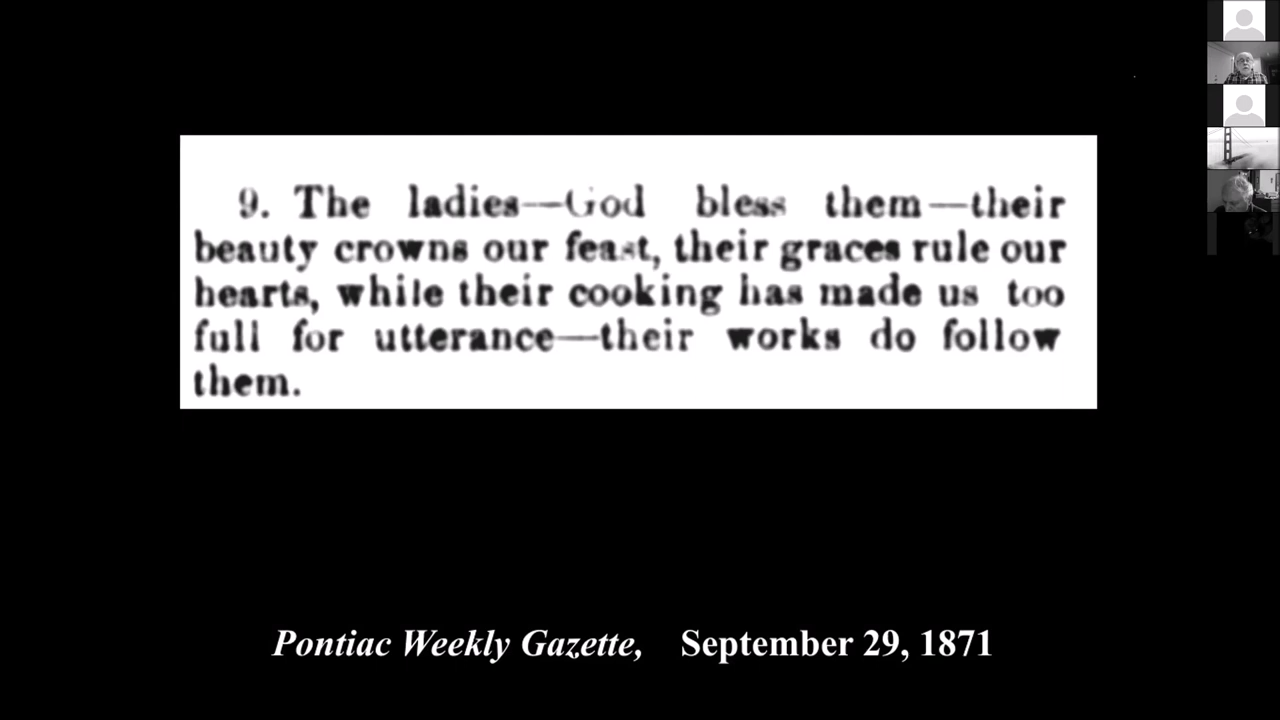 9. The ladies—God bless them—their
beauty crowns our feast, their graces rule our
hearts, while their cooking has made us too
full for utterance—their works do follow
them.
Pontiac Weekly Gazette, September 29, 1871